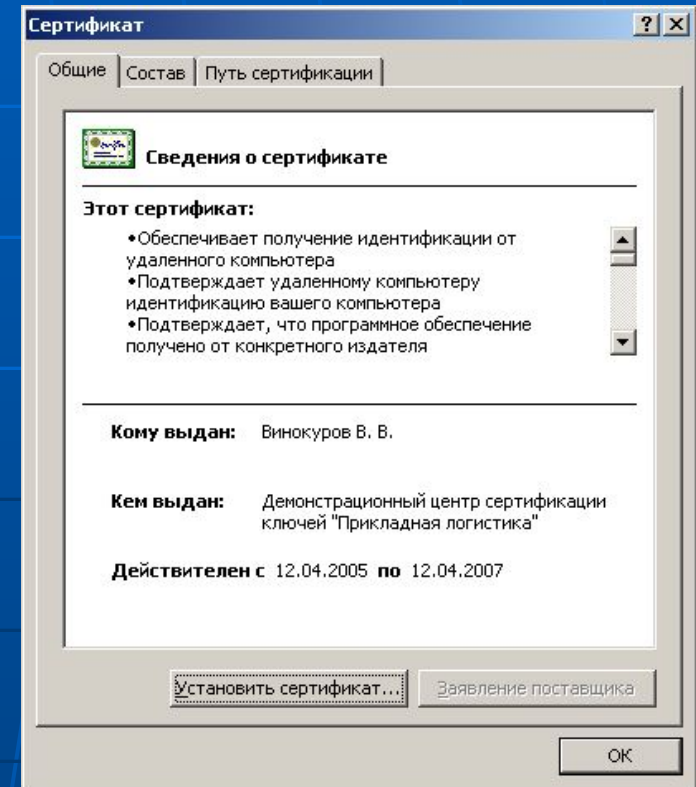 Сертификат
Общие Состав Путь сертификации
Сведения о сертификате
Этот сертификат:
•Обеспечивает получение идентификации от
удаленного компьютера
•Подтверждает удаленному компьютеру
идентификацию вашего компьютера
•Подтверждает, что программное обеспечение
получено от конкретного издателя
Кому выдан: Винокуров В. В.
Кем выдан: Демонстрационный центр сертификации
ключей "Прикладная логистика"
Действителен с 12.04.2005 по 12.04.2007
Установить сертификат... Заявление поставщика
ОК